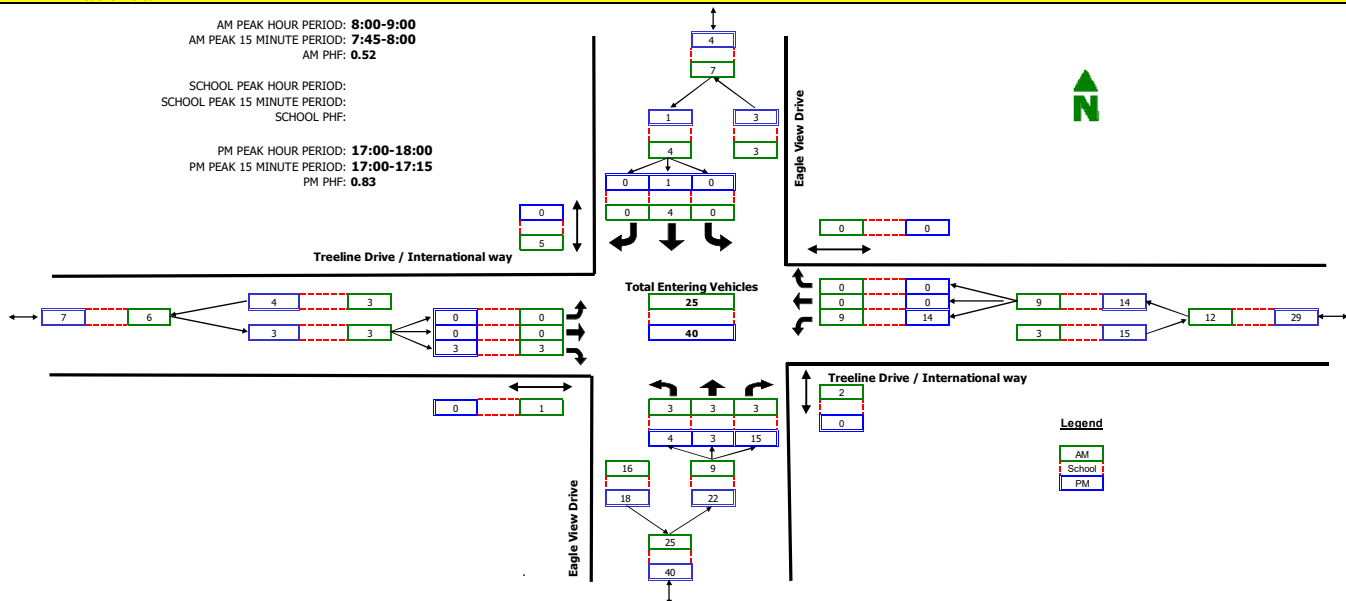 AM PEAK HOUR PERIOD: 8:00-9:00
AM PEAK 15 MINUTE PERIOD: 7:45-8:00
AM PHF: 0.52
SCHOOL PEAK HOUR PERIOD:
SCHOOL PEAK 15 MINUTE PERIOD:
SCHOOL PHF:
PM PEAK HOUR PERIOD: 17:00-18:00
PM PEAK 15 MINUTE PERIOD: 17:00-17:15
PM PHF: 0.83
4
7
1 3
4 3
0 1 0
0 4 0
Eagle View Drive
N
0
5
Treeline Drive / International way
0 0
7 6
4 3
3 3
0 0
0 0
3 3
Total Entering Vehicles
25
40
0 0
0 0
9 14
9 14
3 15
12 29
0 1
3 3 3
4 3 15
16 9
18 22
25
40
Eagle View Drive
Treeline Drive / International way
2
0
Legend
AM
School
PM